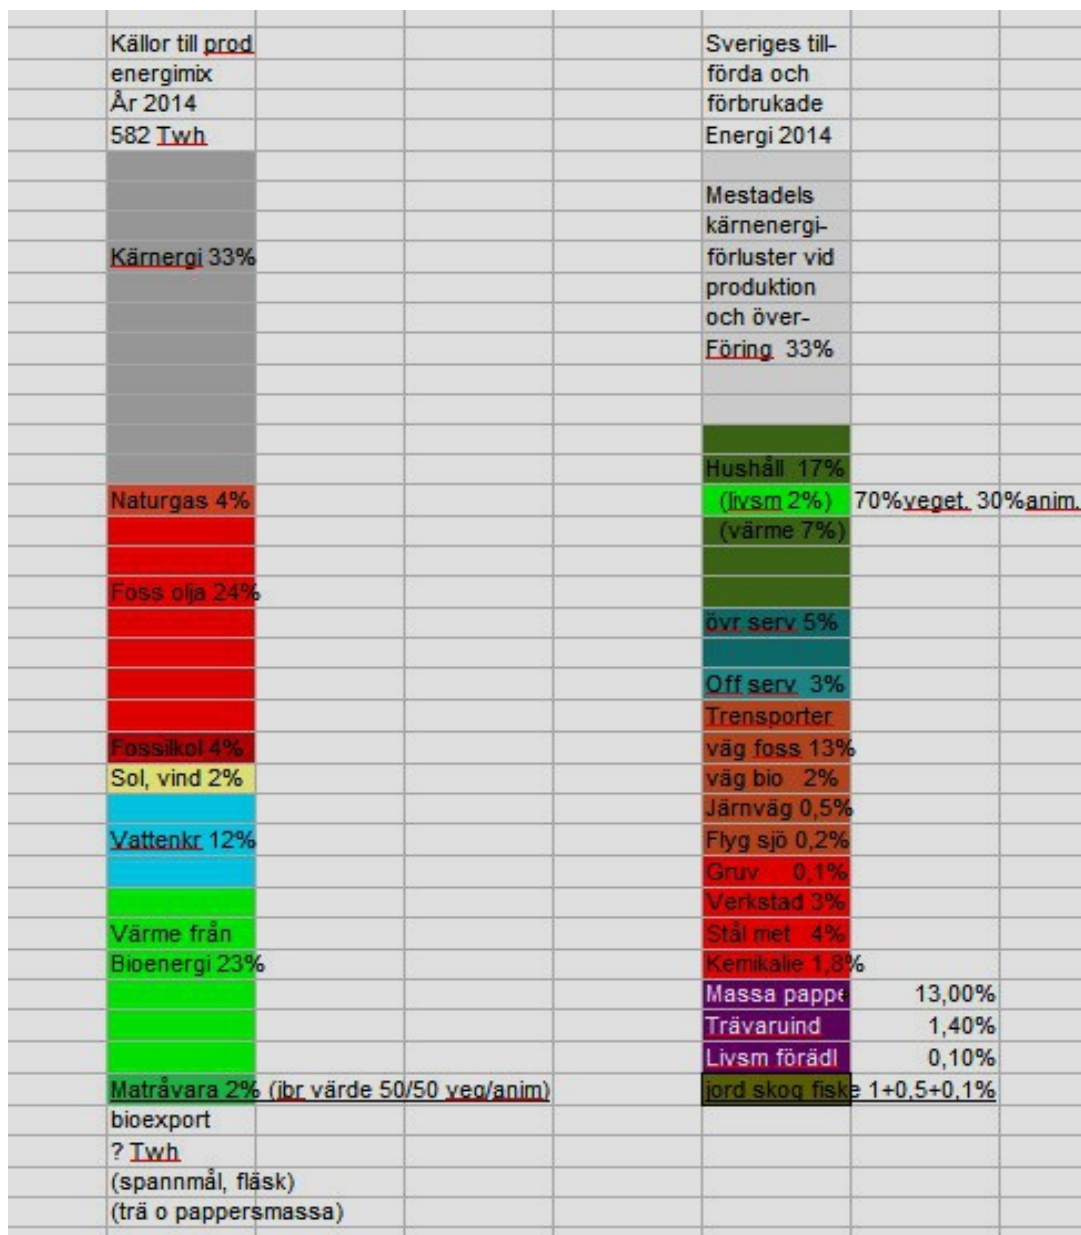 Källor till prod
energimix
År 2014
582 Twh
Kärnergi 33%
Naturgas 4%
Foss olja 24%
Fossilkol 4%
Sol, vind 2%
Vattenkr 12%
Värme från
Bioenergi 23%
Matråvara 2% (jbr värde 50/50 veg/anim)
bioexport
? Twh
(spannmål, fläsk)
(trä o pappersmassa)
Sveriges till-
förda och
förbrukade
Energi 2014
Mestadels
kärnenergi-
förluster vid
produktion
och över-
Föring 33%
Hushåll 17%
(livsm 2%) 70%veget. 30%anim.
(värme 7%)
övr serv 5%
Off serv 3%
Trensporter
väg foss 13%
väg bio 2%
Järnväg 0,5%
Flyg sjö 0,2%
Gruv 0,1%
Verkstad 3%
Stål met 4%
Kemikalie 1,8%
Massa pappe 13,00%
Trävaruind 1,40%
Livsm förädl 0,10%
jord skog fiske 1+0,5+0,1%